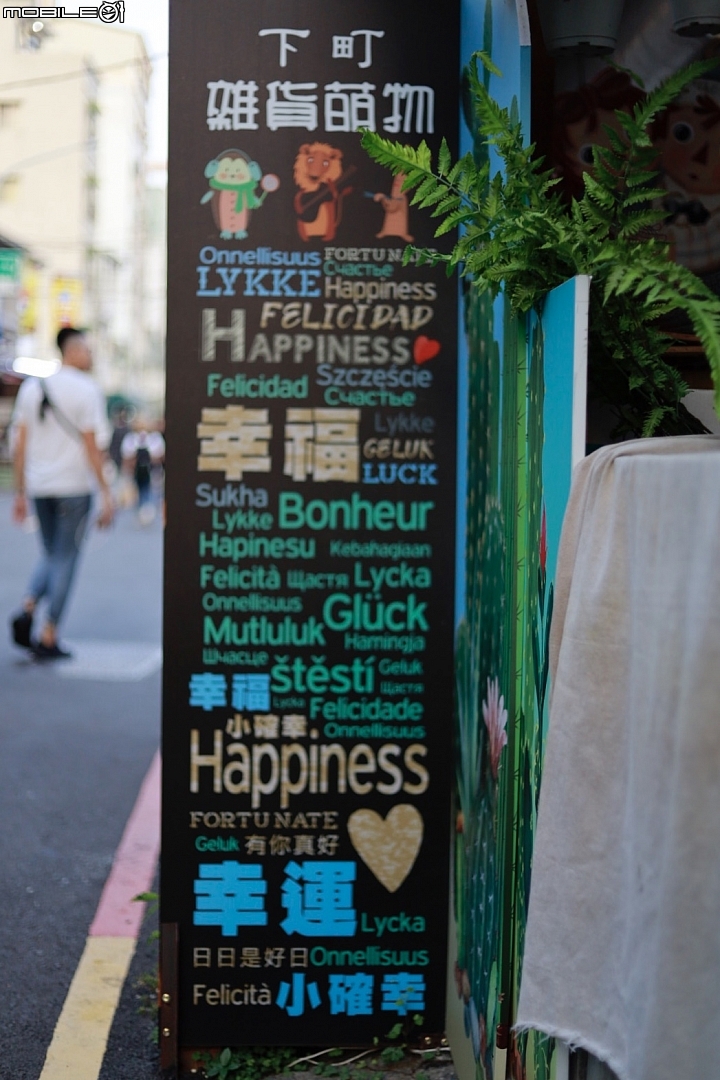 MOBILE01
下町
雜貨萌物
Onnellisuus FORTUNATE
LYKKE Счастье
Happiness
FELICIDAD
HAPPINESS
Felicidad Szczęście
Счастье
幸福 Lykke
GELUK
LUCK
Sukha
Lykke Bonheur
Hapinesu Kebahagiaan
Felicità Щастя Lycka
Onnellisuus Glück
Mutluluk Hamingja
Шчасце štěstí Geluk
幸福 Lycka Щастя
Felicidade
小確幸. Onnellisuus
Happiness
FORTUNATE
Geluk 有你真好
幸運 Lycka
日日是好日 Onnellisuus
Felicità 小確幸